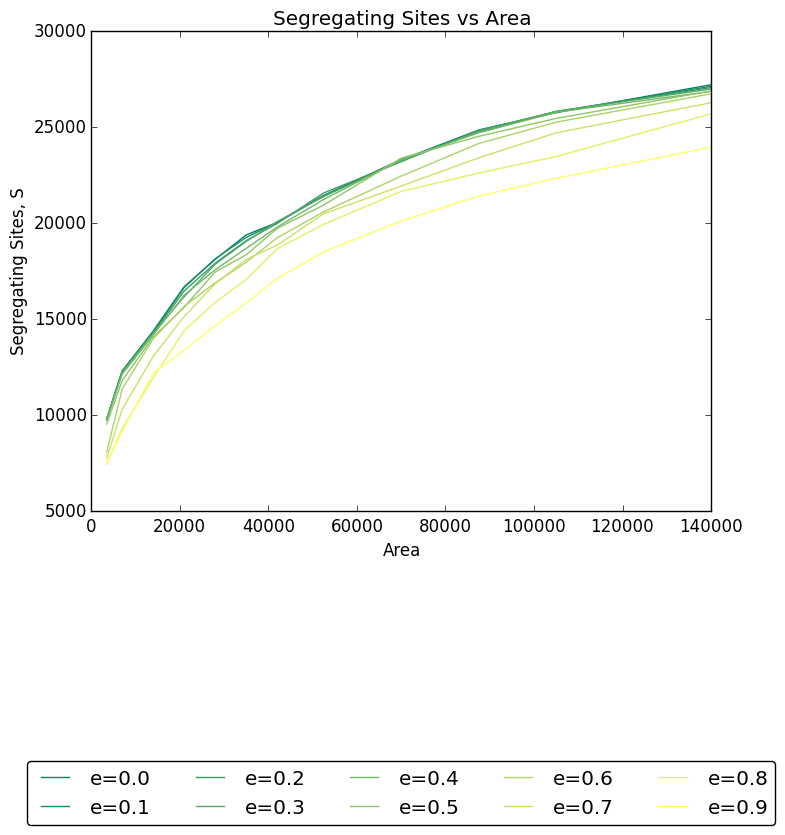 Segregating Sites vs Area
30000
25000
20000
15000
10000
5000
Segregating Sites, S
0 20000 40000 60000 80000 100000 120000 140000
Area
e=0.0 e=0.2 e=0.4 e=0.6 e=0.8
e=0.1 e=0.3 e=0.5 e=0.7 e=0.9